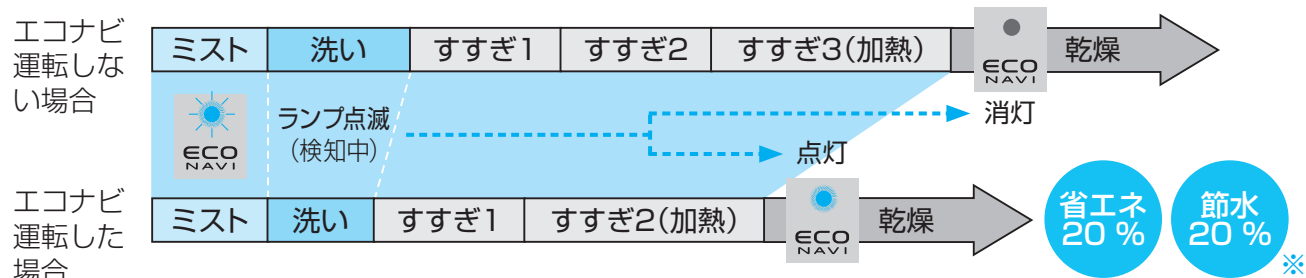 エコナビ
運転しな
い場合
ミスト 洗い すすぎ1 すすぎ2 すすぎ3(加熱) ECO NAVI 乾燥
消灯
ECO
NAVI
ランプ点滅
(検知中)
点灯
エコナビ
運転した
場合
ミスト 洗い すすぎ1 すすぎ2(加熱) ECO NAVI 乾燥
省エネ
20 %
節水
20 %
※